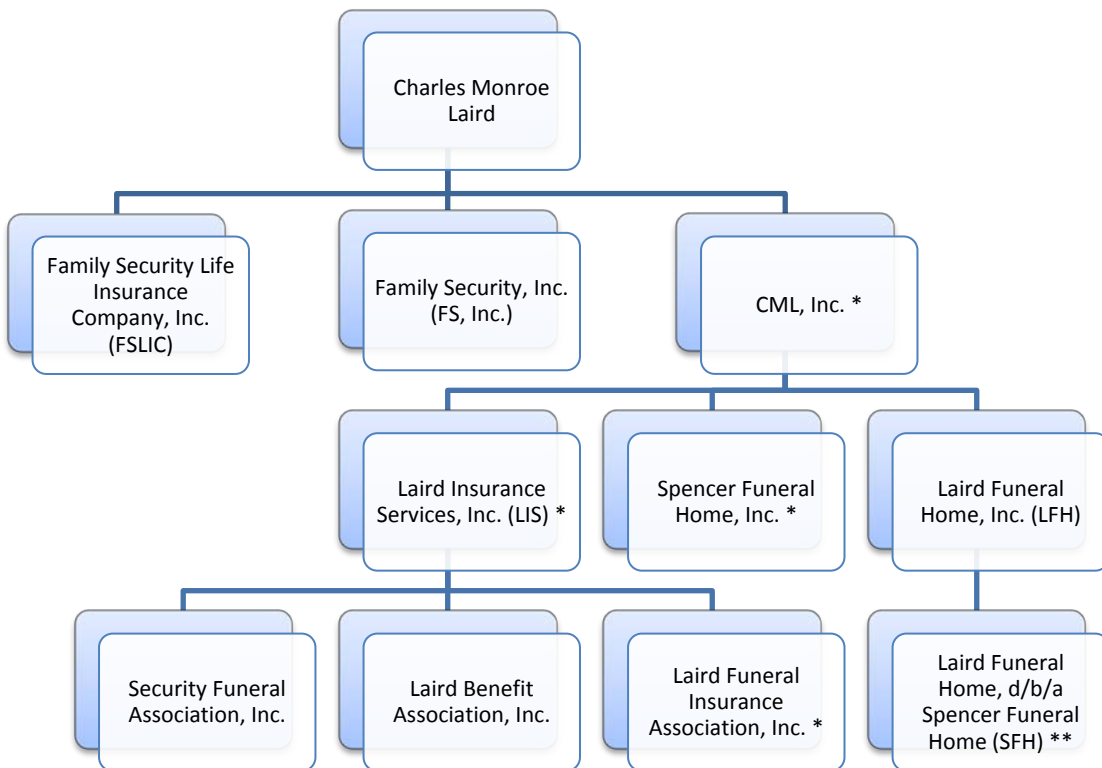 Charles Monroe
Laird
Family Security Life
Insurance
Company, Inc.
(FSLIC)
Family Security, Inc.
(FS, Inc.)
CML, Inc. *
Laird Insurance
Services, Inc. (LIS) *
Spencer Funeral
Home, Inc. *
Laird Funeral
Home, Inc. (LFH)
Security Funeral
Association, Inc.
Laird Benefit
Association, Inc.
Laird Funeral
Insurance
Association, Inc. *
Laird Funeral
Home, d/b/a
Spencer Funeral
Home (SFH) **